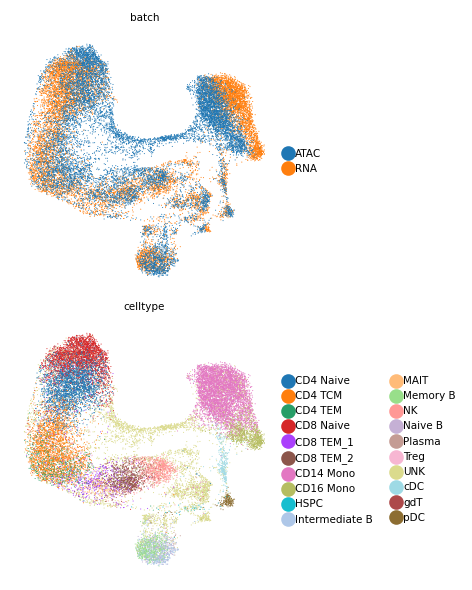 batch
ATAC
RNA
celltype
CD4 Naive
CD4 TCM
CD4 TEM
CD8 Naive
CD8 TEM_1
CD8 TEM_2
CD14 Mono
CD16 Mono
HSPC
Intermediate B
MAIT
Memory B
NK
Naive B
Plasma
Treg
UNK
cDC
gdT
pDC